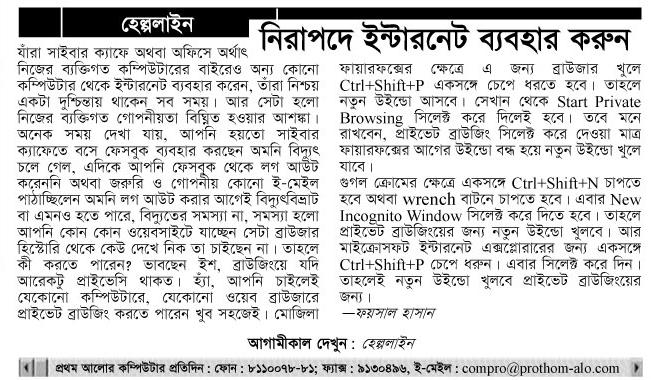 হেল্পলাইন
নিরাপদে ইন্টারনেট ব্যবহার করুন
যাঁরা সাইবার ক্যাফে অথবা অফিসে অর্থাৎ
নিজের ব্যক্তিগত কম্পিউটারের বাইরেও অন্য কোনো
কম্পিউটার থেকে ইন্টারনেট ব্যবহার করেন, তাঁরা নিশ্চয়
একটা দুশ্চিন্তায় থাকেন সব সময়। আর সেটা হলো
নিজের ব্যক্তিগত গোপনীয়তা বিঘ্নিত হওয়ার আশঙ্কা।
অনেক সময় দেখা যায়, আপনি হয়তো সাইবার
ক্যাফেতে বসে ফেসবুক ব্যবহার করছেন অমনি বিদ্যুৎ
চলে গেল, এদিকে আপনি ফেসবুক থেকে লগ আউট
করেননি অথবা জরুরি ও গোপনীয় কোনো ই-মেইল
পাঠাচ্ছিলেন অমনি লগ আউট করার আগেই বিদ্যুৎবিভ্রাট
বা এমনও হতে পারে, বিদ্যুতের সমস্যা না, সমস্যা হলো
আপনি কোন কোন ওয়েবসাইটে যাচ্ছেন সেটা ব্রাউজার
হিস্টোরি থেকে কেউ দেখে নিক তা চাইছেন না। তাহলে
কী করতে পারেন? ভাবছেন ইশ, ব্রাউজিংয়ে যদি
আরেকটু প্রাইভেসি থাকত। হ্যাঁ, আপনি চাইলেই
যেকোনো কম্পিউটারে, যেকোনো ওয়েব ব্রাউজারে
প্রাইভেট ব্রাউজিং করতে পারেন খুব সহজেই। মোজিলা
ফায়ারফক্সের ক্ষেত্রে এ জন্য ব্রাউজার খুলে
Ctrl+Shift+P একসঙ্গে চেপে ধরতে হবে। তাহলে
নতুন উইন্ডো আসবে। সেখান থেকে Start Private
Browsing সিলেক্ট করে দিলেই হবে। তবে মনে
রাখবেন, প্রাইভেট ব্রাউজিং সিলেক্ট করে দেওয়া মাত্র
ফায়ারফক্সের আগের উইন্ডো বন্ধ হয়ে নতুন উইন্ডো খুলে
যাবে।
গুগল ক্রোমের ক্ষেত্রে একসঙ্গে Ctrl+Shift+N চাপতে
হবে অথবা wrench বাটনে চাপতে হবে। এবার New
Incognito Window সিলেক্ট করে দিতে হবে। তাহলে
প্রাইভেট ব্রাউজিংয়ের জন্য নতুন উইন্ডো খুলবে। আর
মাইক্রোসফট ইন্টারনেট এক্সপ্লোরারের জন্য একসঙ্গে
Ctrl+Shift+P চেপে ধরুন। এবার সিলেক্ট করে দিন।
তাহলেই নতুন উইন্ডো খুলবে প্রাইভেট ব্রাউজিংয়ের
জন্য।
—ফয়সাল হাসান
আগামীকাল দেখুন : হেল্পলাইন
প্রথম আলোর কম্পিউটার প্রতিদিন : ফোন : ৮১১০০৭৮-৮১; ফ্যাক্স : ৯১৩০৪৯৬, ই-মেইল : compro@prothom-alo.com